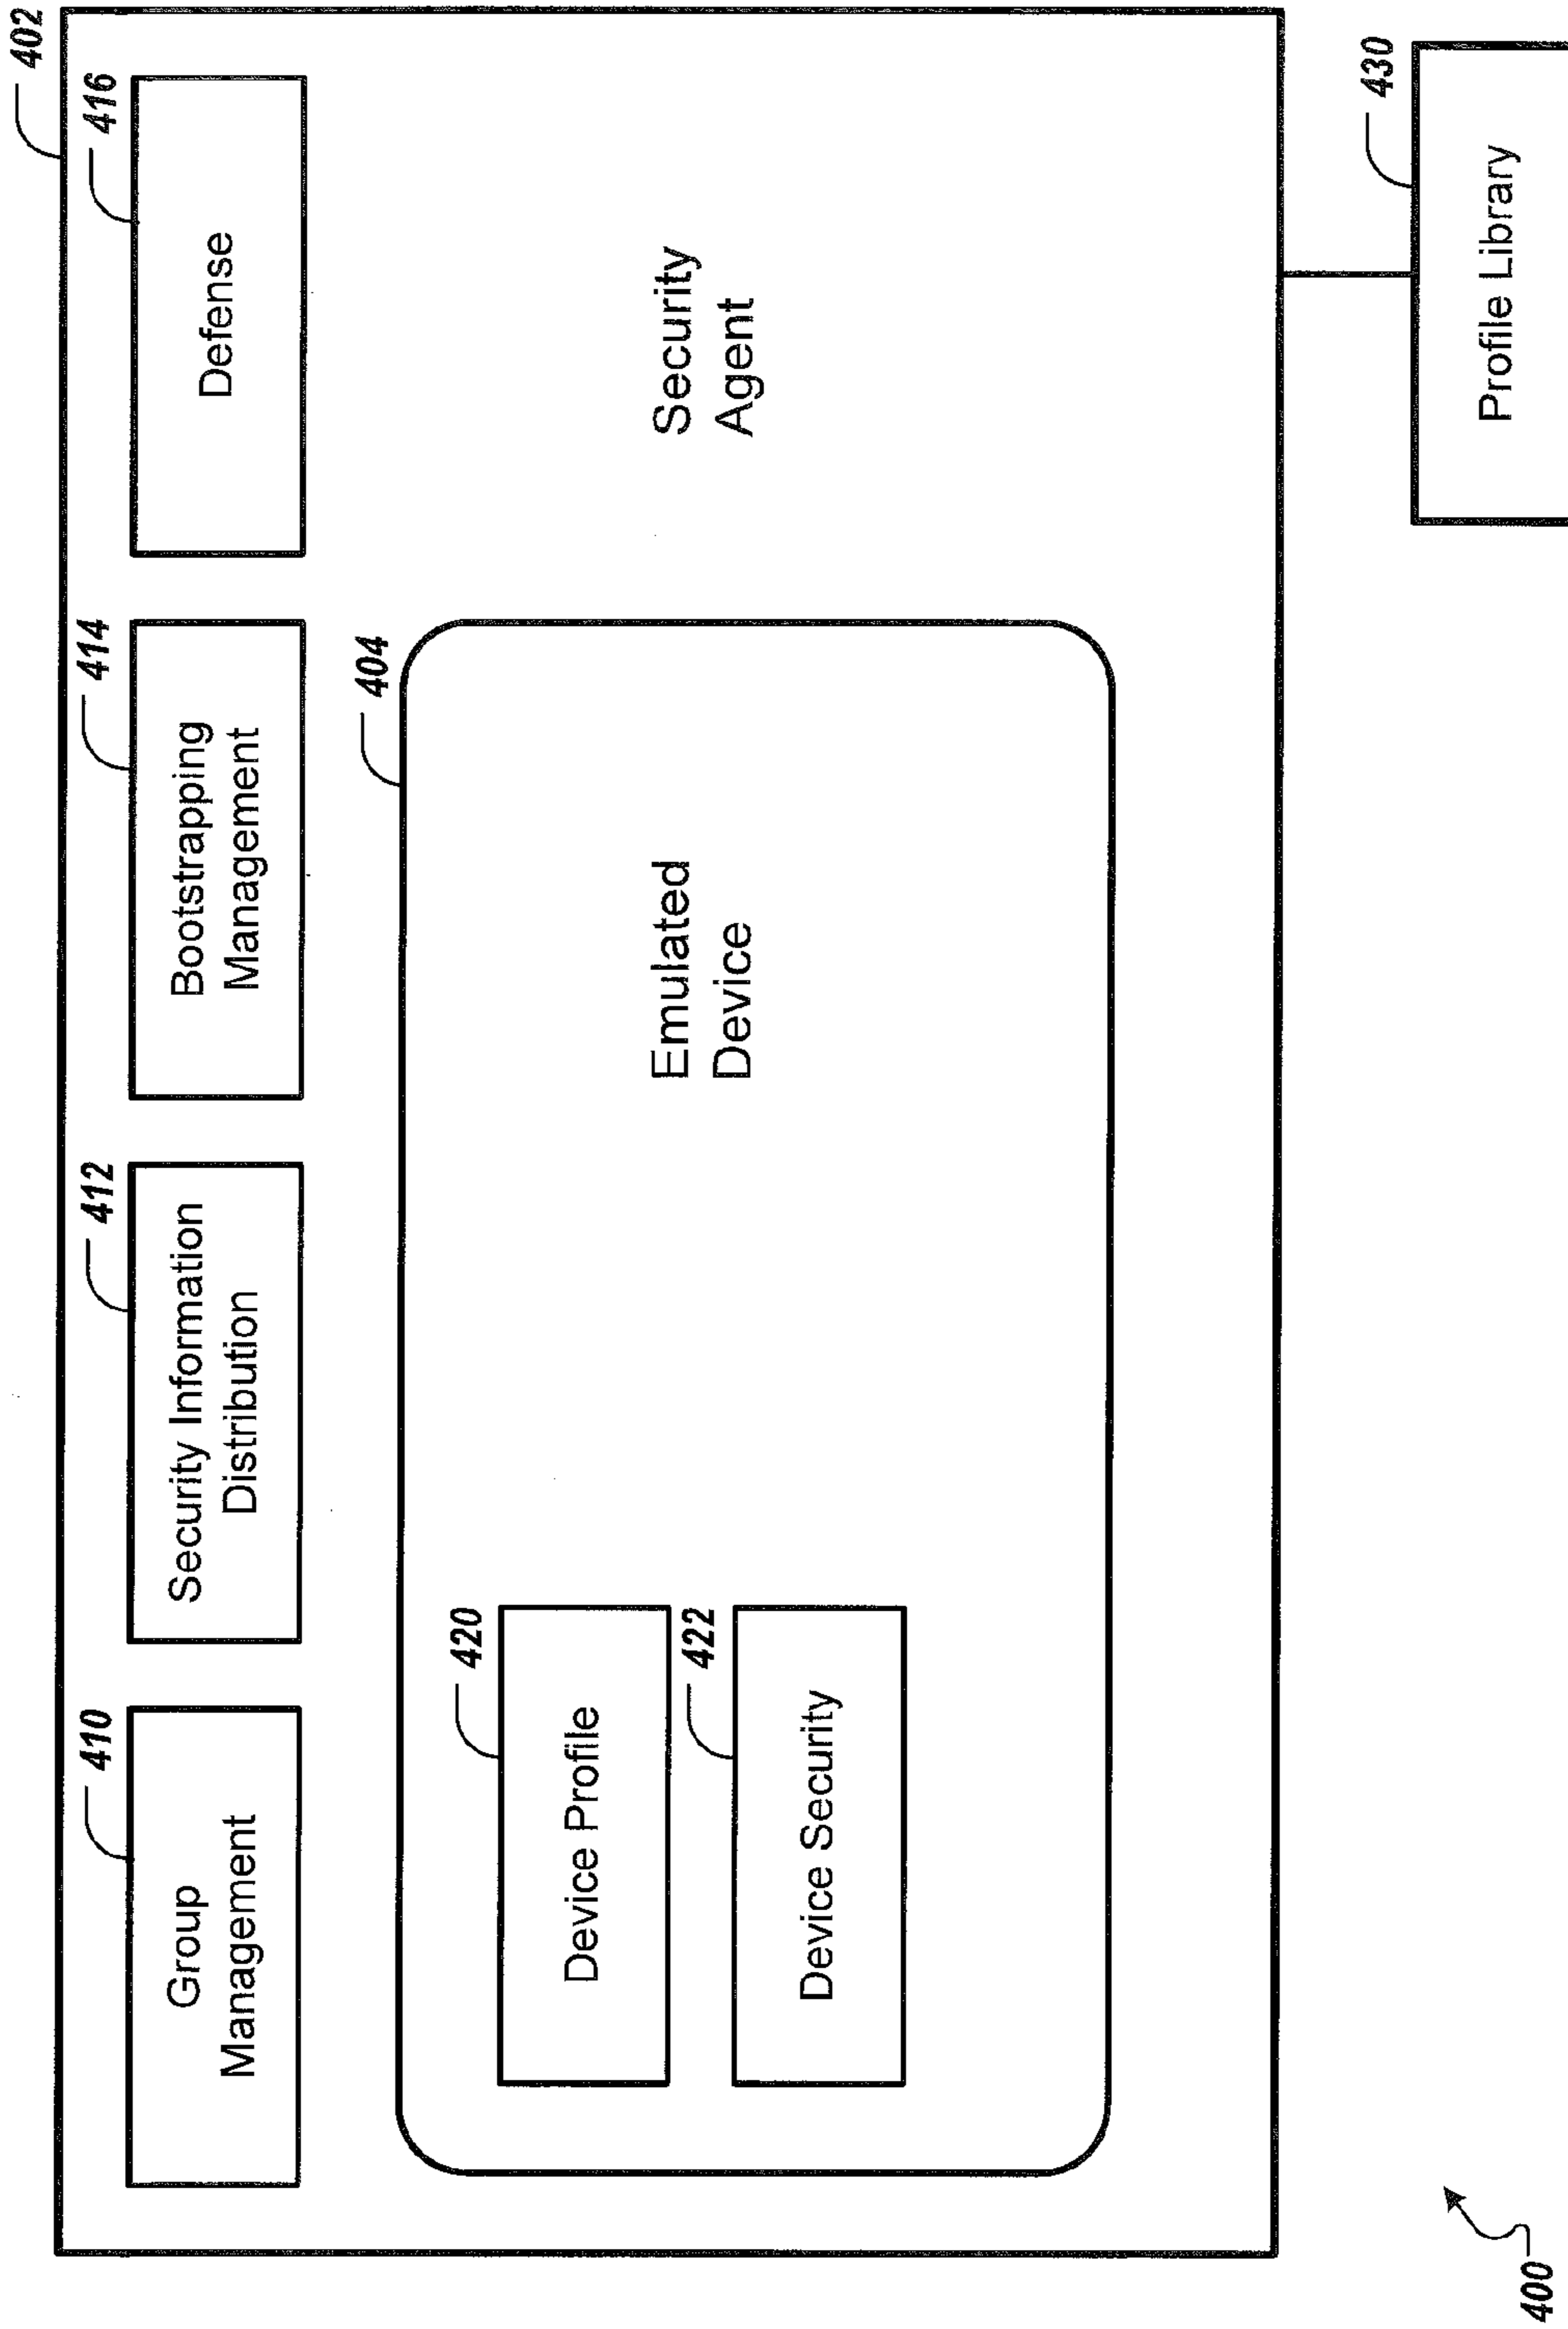 402
410
Group
Management
412
Security Information
Distribution
414
Bootstrapping
Management
416
Defense
404
420
Device Profile
422
Device Security
Emulated
Device
Security
Agent
430
Profile Library
400